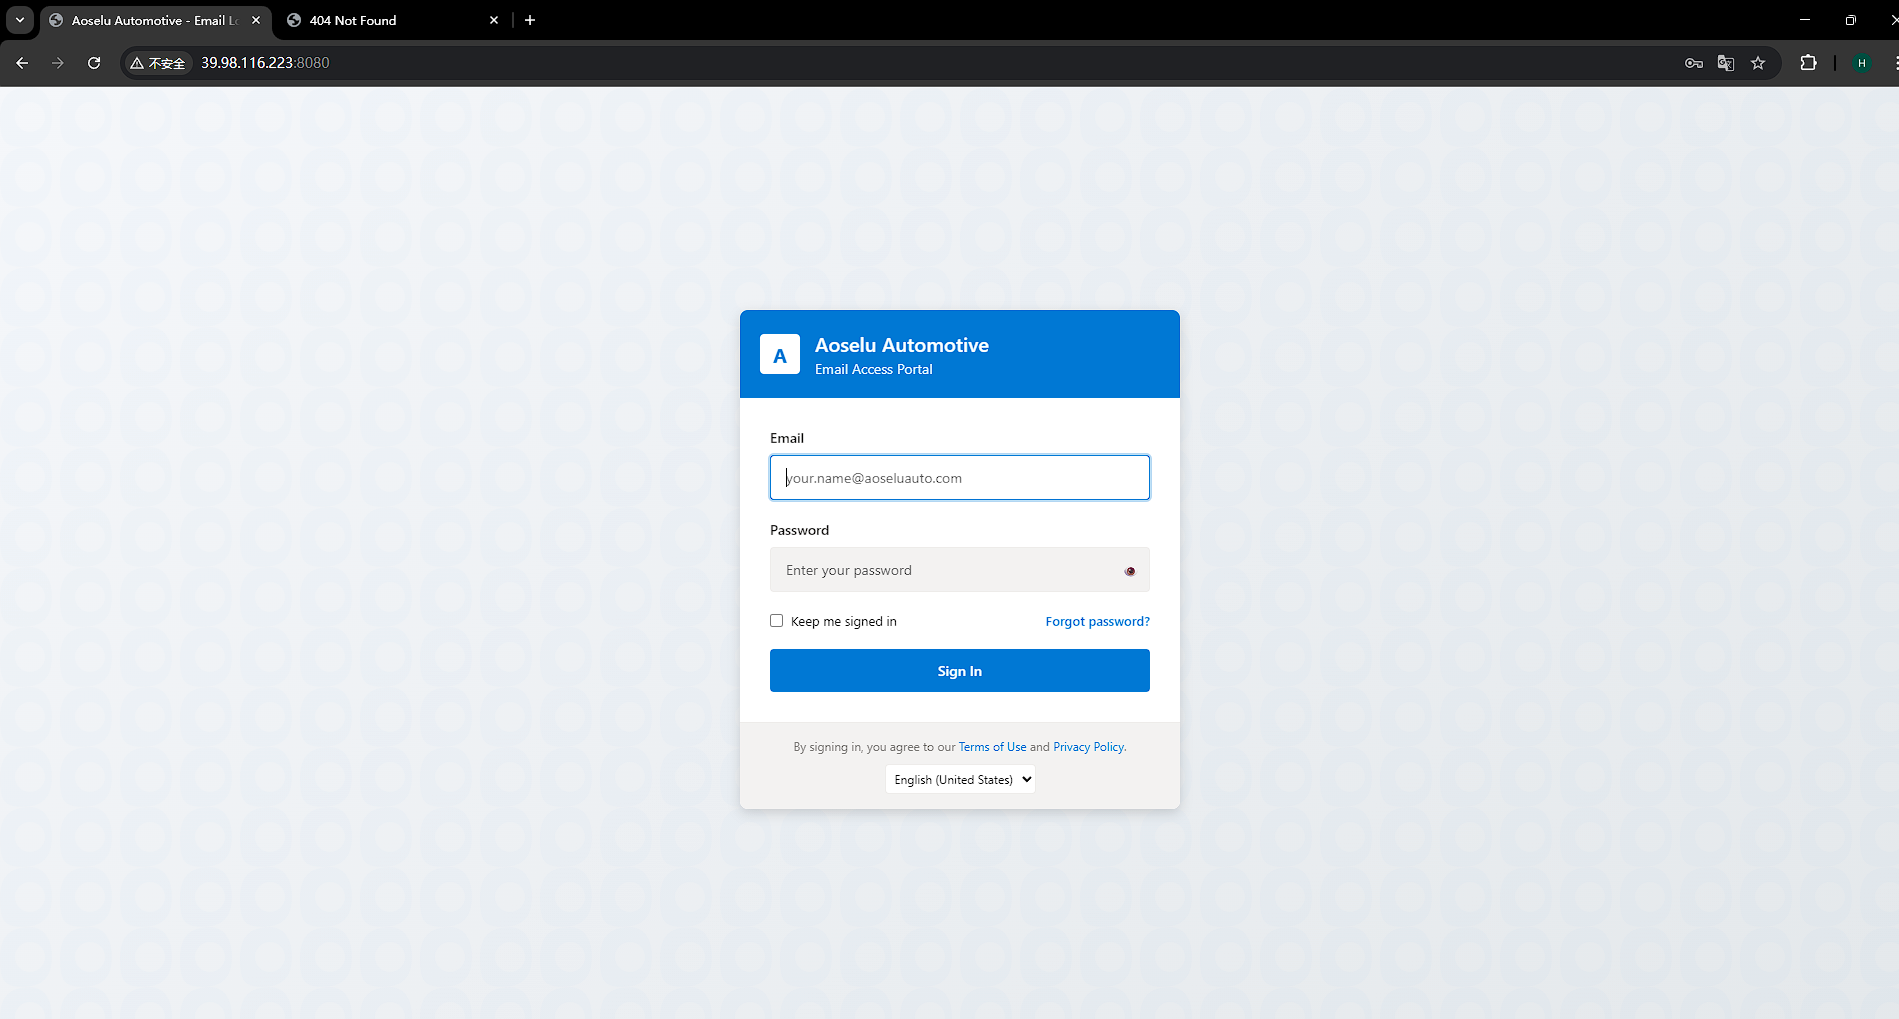 Aoselu Automotive - Email Lo
404 Not Found
不安全
39.98.116.223:8080
H
A
Aoselu Automotive
Email Access Portal
Email
your.name@aoseluauto.com
Password
Enter your password
Keep me signed in
Forgot password?
Sign In
By signing in, you agree to our Terms of Use and Privacy Policy.
English (United States)